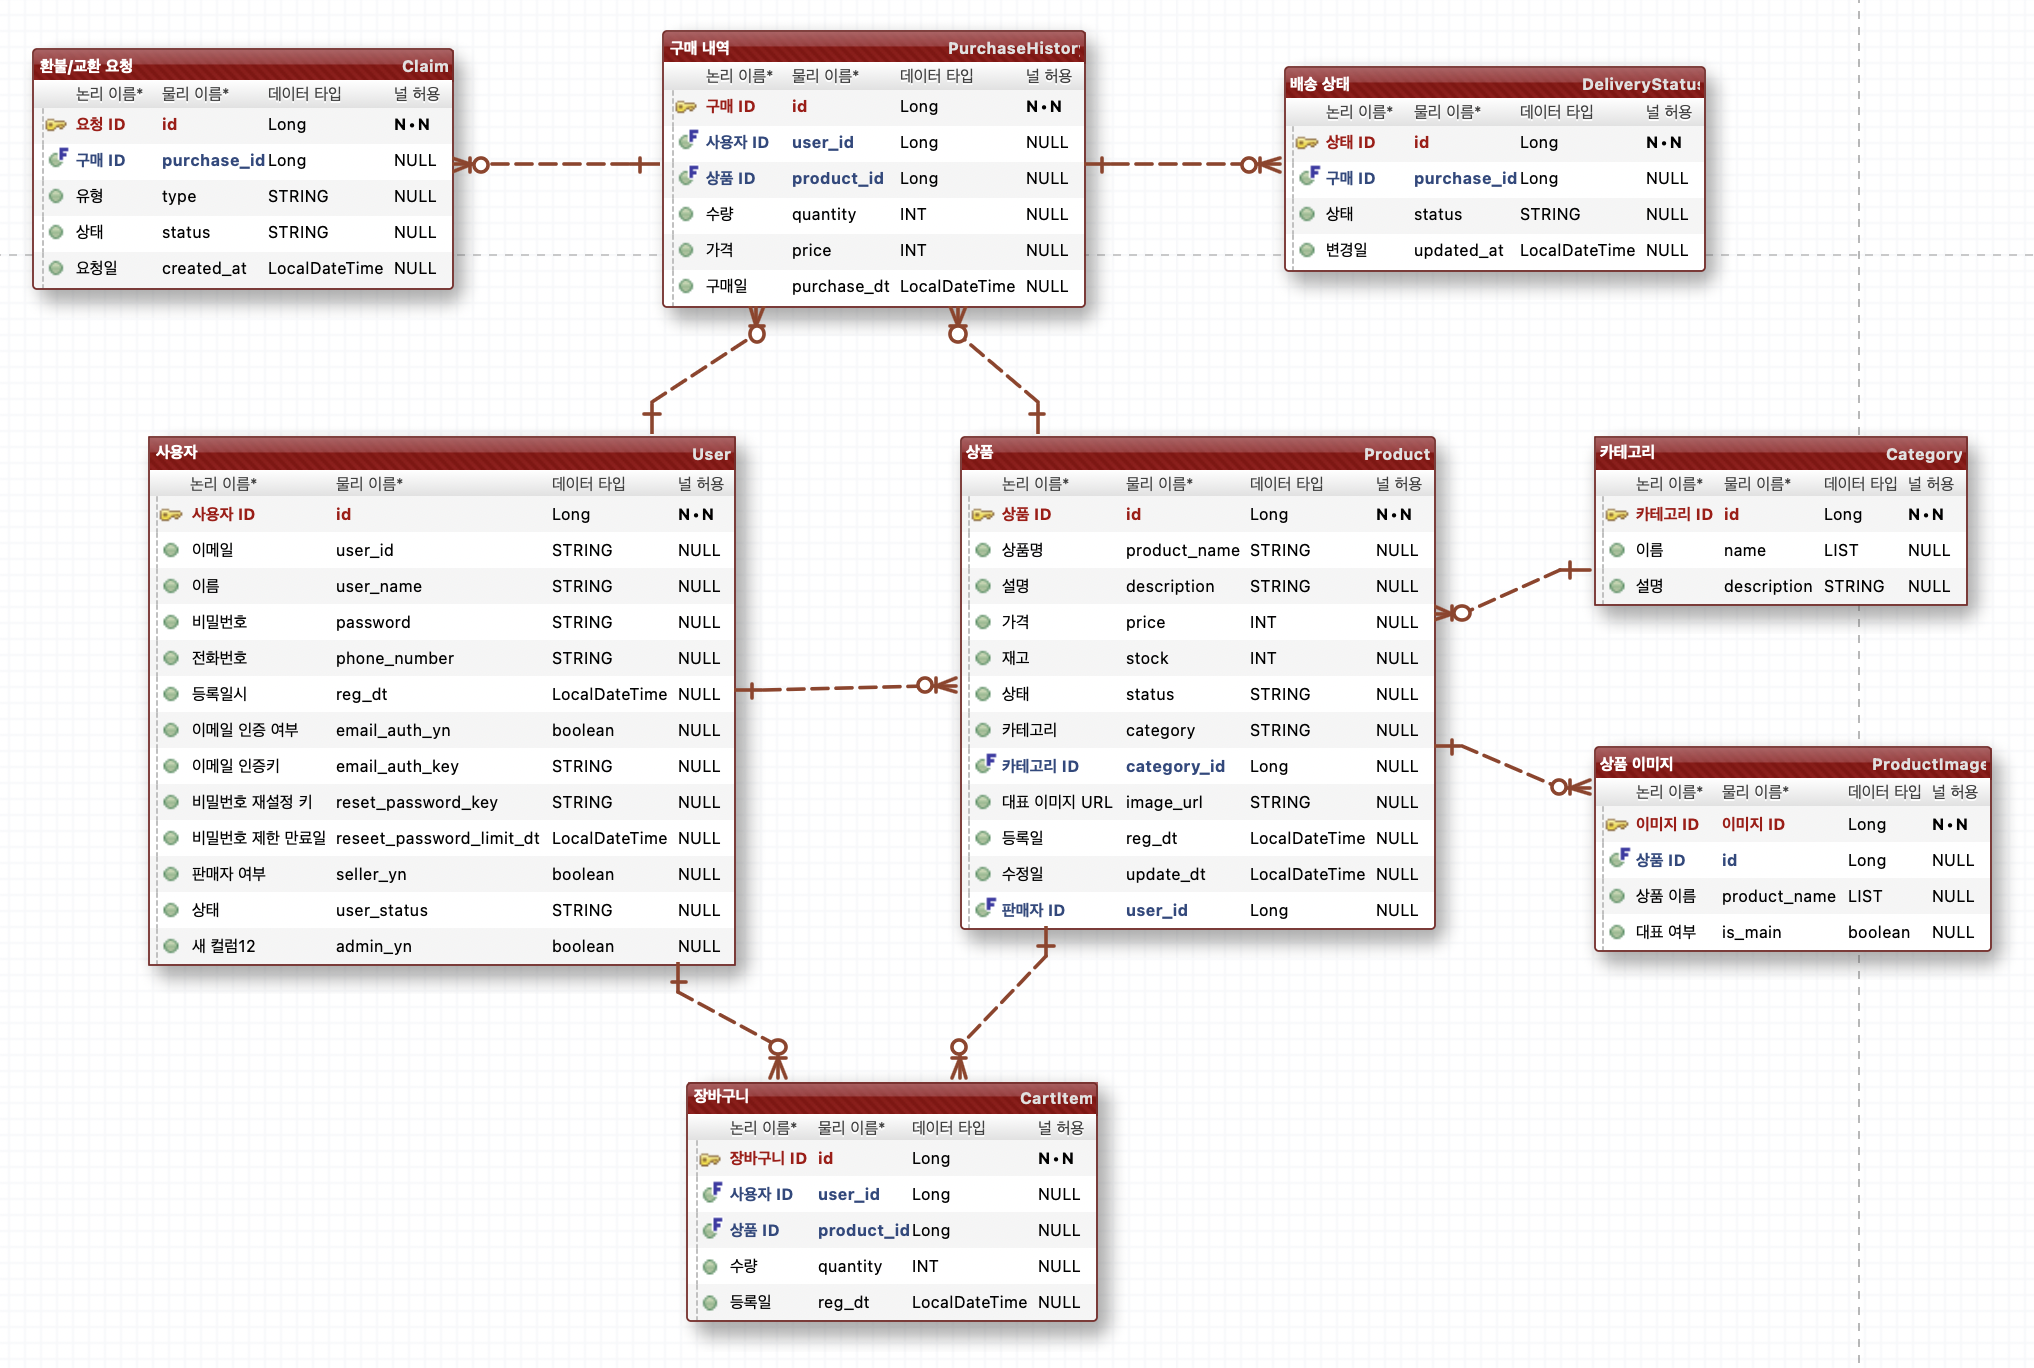 환불/교환 요청 Claim
논리 이름* 물리 이름* 데이터 타입 널 허용
요청 ID id Long N•N
구매 ID purchase_id Long NULL
유형 type STRING NULL
상태 status STRING NULL
요청일 created_at LocalDateTime NULL
구매 내역 PurchaseHistory
논리 이름* 물리 이름* 데이터 타입 널 허용
구매 ID id Long N•N
사용자 ID user_id Long NULL
상품 ID product_id Long NULL
수량 quantity INT NULL
가격 price INT NULL
구매일 purchase_dt LocalDateTime NULL
배송 상태 DeliveryStatus
논리 이름* 물리 이름* 데이터 타입 널 허용
상태 ID id Long N•N
구매 ID purchase_id Long NULL
상태 status STRING NULL
변경일 updated_at LocalDateTime NULL
사용자 User
논리 이름* 물리 이름* 데이터 타입 널 허용
사용자 ID id Long N•N
이메일 user_id STRING NULL
이름 user_name STRING NULL
비밀번호 password STRING NULL
전화번호 phone_number STRING NULL
등록일시 reg_dt LocalDateTime NULL
이메일 인증 여부 email_auth_yn boolean NULL
이메일 인증키 email_auth_key STRING NULL
비밀번호 재설정 키 reset_password_key STRING NULL
비밀번호 제한 만료일 reseet_password_limit_dt LocalDateTime NULL
판매자 여부 seller_yn boolean NULL
상태 user_status STRING NULL
새 컬럼12 admin_yn boolean NULL
상품 Product
논리 이름* 물리 이름* 데이터 타입 널 허용
상품 ID id Long N•N
상품명 product_name STRING NULL
설명 description STRING NULL
가격 price INT NULL
재고 stock INT NULL
상태 status STRING NULL
카테고리 category STRING NULL
카테고리 ID category_id Long NULL
대표 이미지 URL image_url STRING NULL
등록일 reg_dt LocalDateTime NULL
수정일 update_dt LocalDateTime NULL
판매자 ID user_id Long NULL
카테고리 Category
논리 이름* 물리 이름* 데이터 타입 널 허용
카테고리 ID id Long N•N
이름 name LIST NULL
설명 description STRING NULL
상품 이미지 ProductImage
논리 이름* 물리 이름* 데이터 타입 널 허용
이미지 ID 이미지 ID Long N•N
상품 ID id Long NULL
상품 이름 product_name LIST NULL
대표 여부 is_main boolean NULL
장바구니 CartItem
논리 이름* 물리 이름* 데이터 타입 널 허용
장바구니 ID id Long N•N
사용자 ID user_id Long NULL
상품 ID product_id Long NULL
수량 quantity INT NULL
등록일 reg_dt LocalDateTime NULL